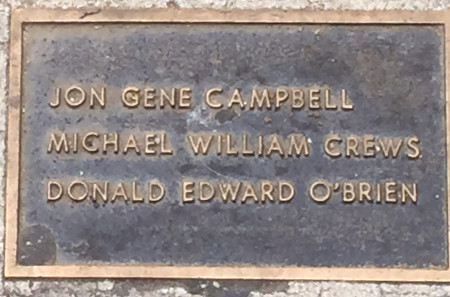 JON GENE CAMPBELL
MICHAEL WILLIAM CREWS
DONALD EDWARD O'BRIEN